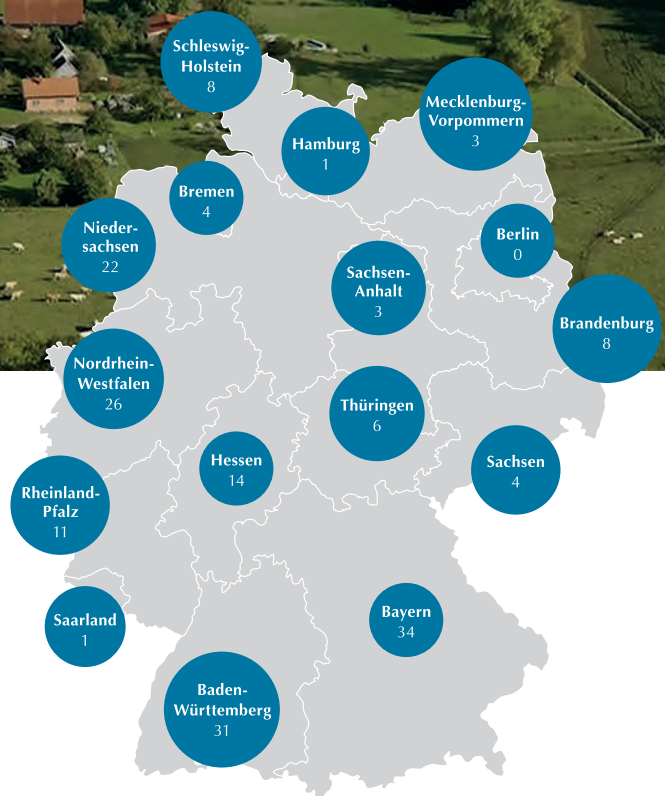 Schleswig-
Holstein
8
Mecklenburg-
Vorpommern
3
Hamburg
1
Bremen
4
Nieder-
sachsen
22
Berlin
0
Sachsen-
Anhalt
3
Brandenburg
8
Nordrhein-
Westfalen
26
Thüringen
6
Hessen
14
Sachsen
4
Rheinland-
Pfalz
11
Saarland
1
Bayern
34
Baden-
Württemberg
31